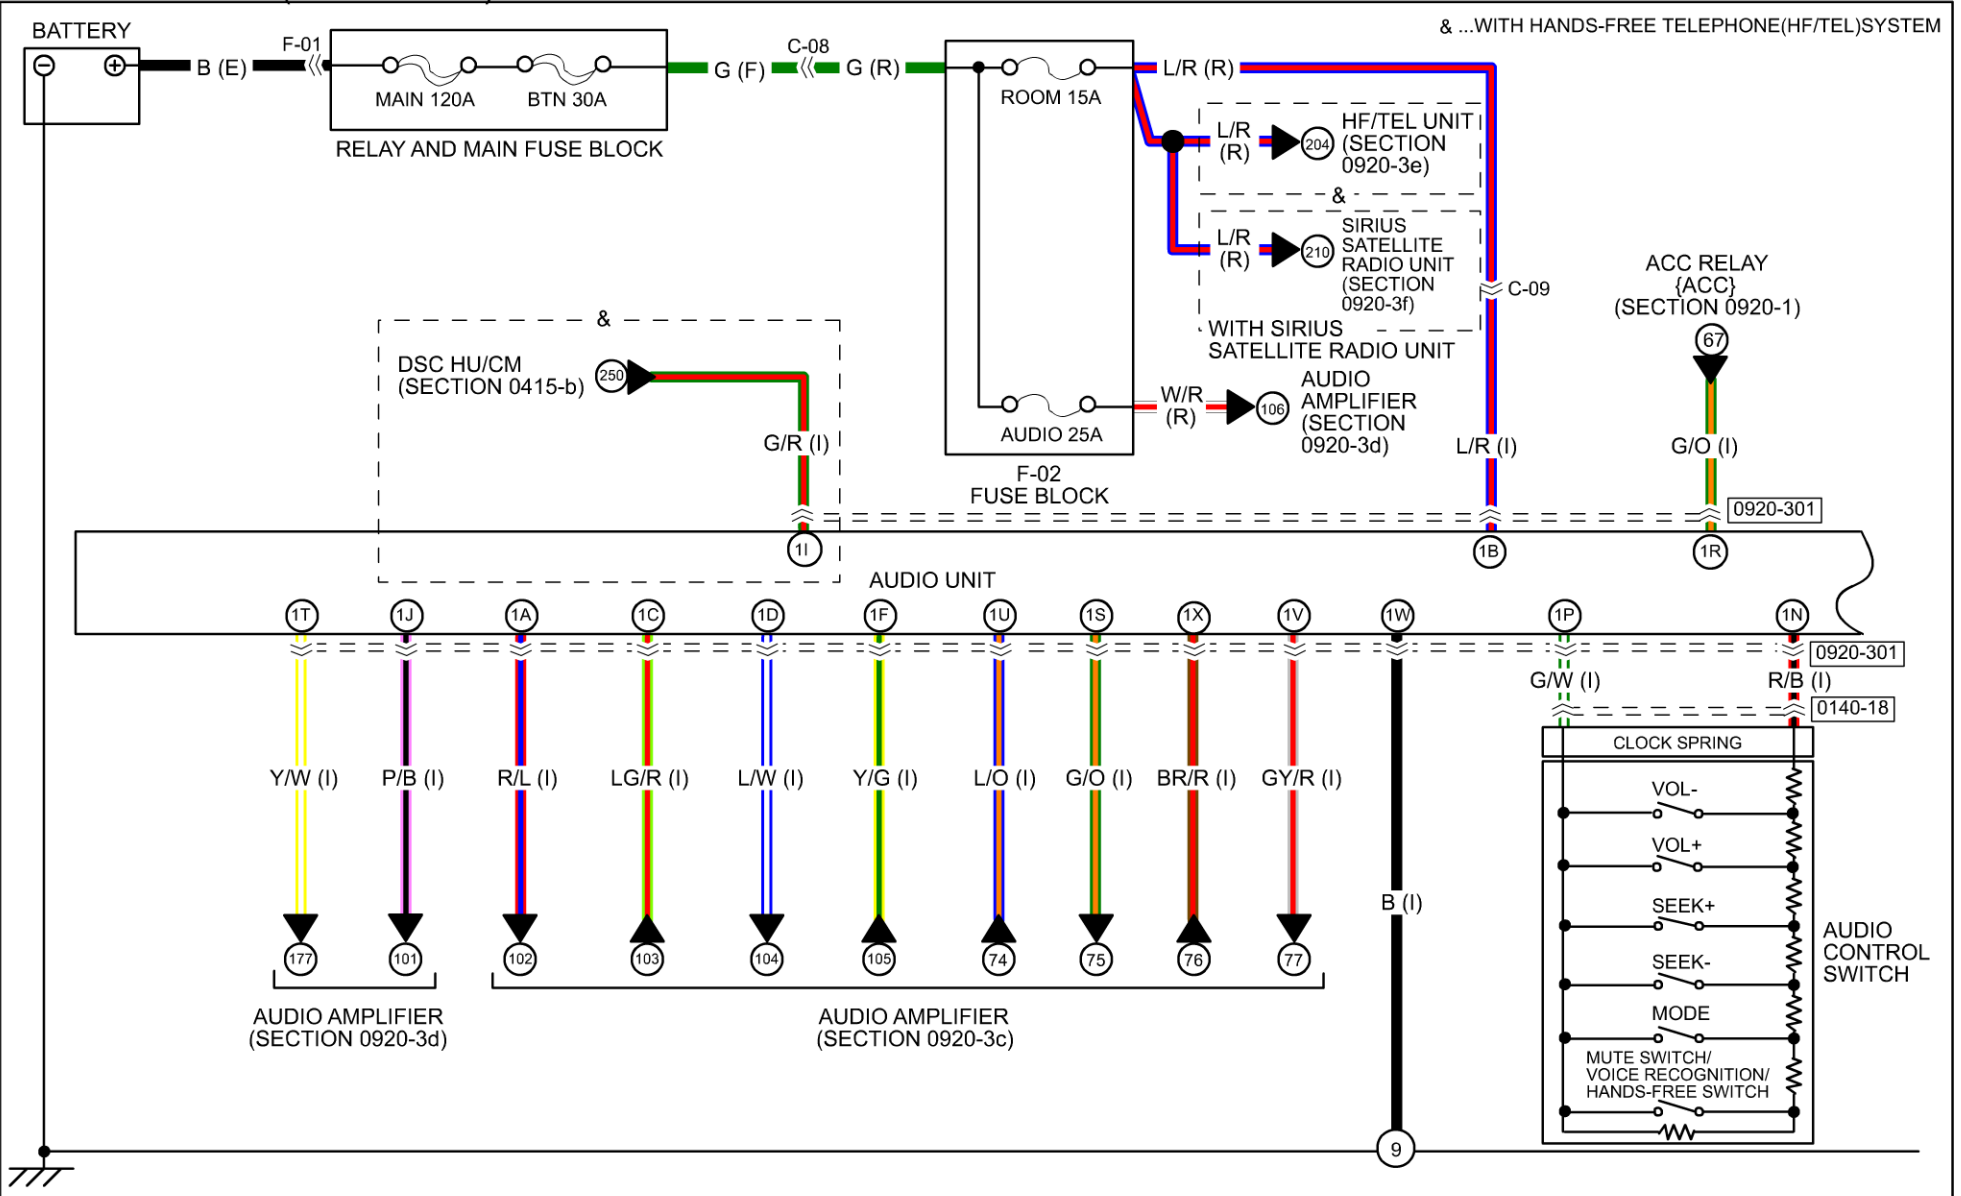 & ...WITH HANDS-FREE TELEPHONE(HF/TEL)SYSTEM
BATTERY
B (E)
F-01
MAIN 120A
BTN 30A
RELAY AND MAIN FUSE BLOCK
G (F)
C-08
G (R)
ROOM 15A
AUDIO 25A
F-02
FUSE BLOCK
L/R (R)
L/R
(R)
204
HF/TEL UNIT
(SECTION
0920-3e)
&
L/R
(R)
210
SIRIUS
SATELLITE
RADIO UNIT
(SECTION
0920-3f)
WITH SIRIUS
SATELLITE RADIO UNIT
C-09
W/R
(R)
106
AUDIO
AMPLIFIER
(SECTION
0920-3d)
L/R (I)
ACC RELAY
{ACC}
(SECTION 0920-1)
67
G/O (I)
0920-301
&
DSC HU/CM
(SECTION 0415-b)
250
G/R (I)
1I
1B
1R
AUDIO UNIT
1T
1J
1A
1C
1D
1F
1U
1S
1X
1V
1W
1P
1N
0920-301
G/W (I)
R/B (I)
0140-18
CLOCK SPRING
Y/W (I)
P/B (I)
R/L (I)
LG/R (I)
L/W (I)
Y/G (I)
L/O (I)
G/O (I)
BR/R (I)
GY/R (I)
B (I)
VOL-
VOL+
SEEK+
SEEK-
MODE
MUTE SWITCH/
VOICE RECOGNITION/
HANDS-FREE SWITCH
AUDIO
CONTROL
SWITCH
177
101
102
103
104
105
74
75
76
77
AUDIO AMPLIFIER
(SECTION 0920-3d)
AUDIO AMPLIFIER
(SECTION 0920-3c)
9